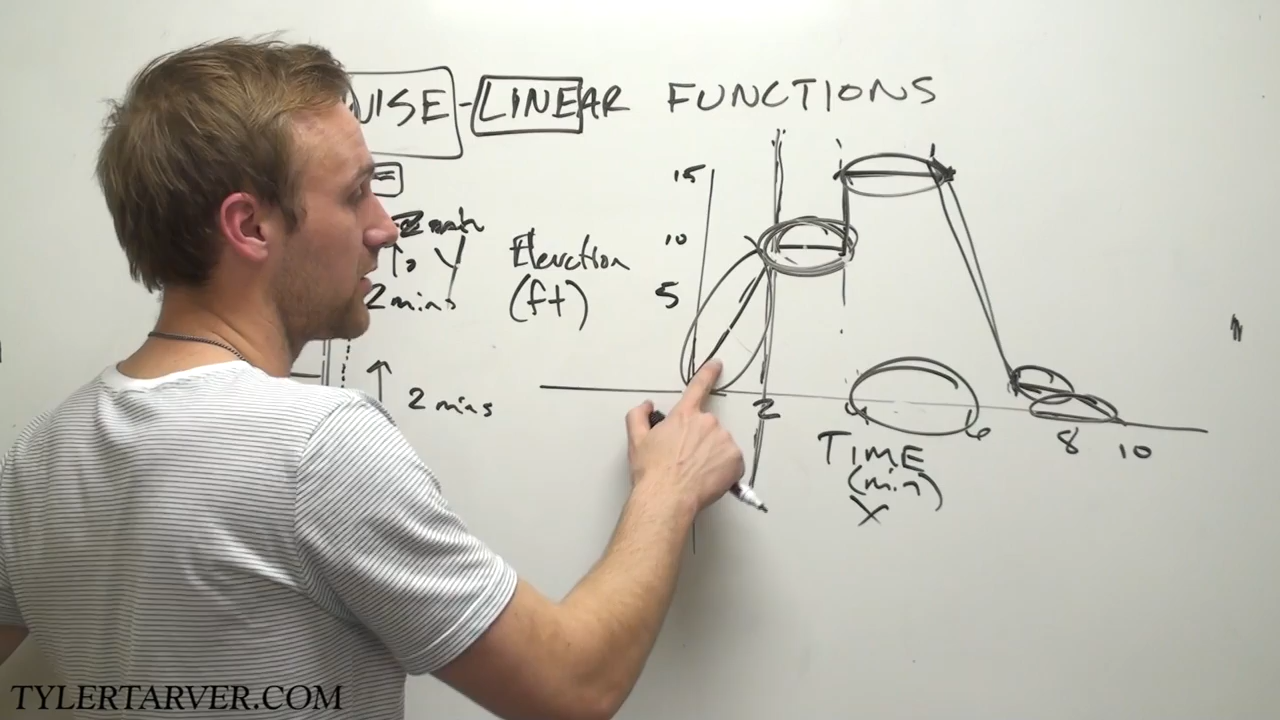 WISE-LINEAR FUNCTIONS
=
Elevation
(ft)
15
10
5
2 mins
2 mins
2
6
8
10
TIME
(min)
X
TYLERTARVER.COM